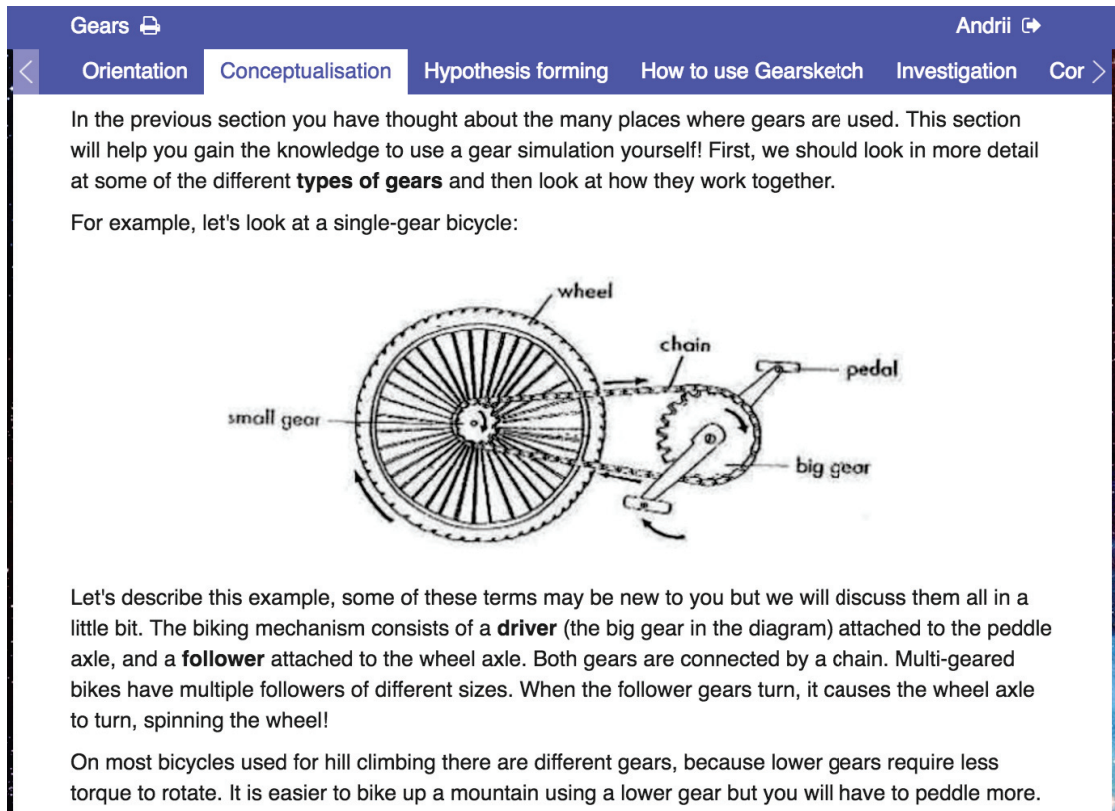 Gears
Andrii
Orientation Conceptualisation Hypothesis forming How to use Gearsketch Investigation Cor
In the previous section you have thought about the many places where gears are used. This section
will help you gain the knowledge to use a gear simulation yourself! First, we should look in more detail
at some of the different types of gears and then look at how they work together.
For example, let's look at a single-gear bicycle:
wheel
chain
pedal
small gear
big gear
Let's describe this example, some of these terms may be new to you but we will discuss them all in a
little bit. The biking mechanism consists of a driver (the big gear in the diagram) attached to the peddle
axle, and a follower attached to the wheel axle. Both gears are connected by a chain. Multi-geared
bikes have multiple followers of different sizes. When the follower gears turn, it causes the wheel axle
to turn, spinning the wheel!
On most bicycles used for hill climbing there are different gears, because lower gears require less
torque to rotate. It is easier to bike up a mountain using a lower gear but you will have to peddle more.